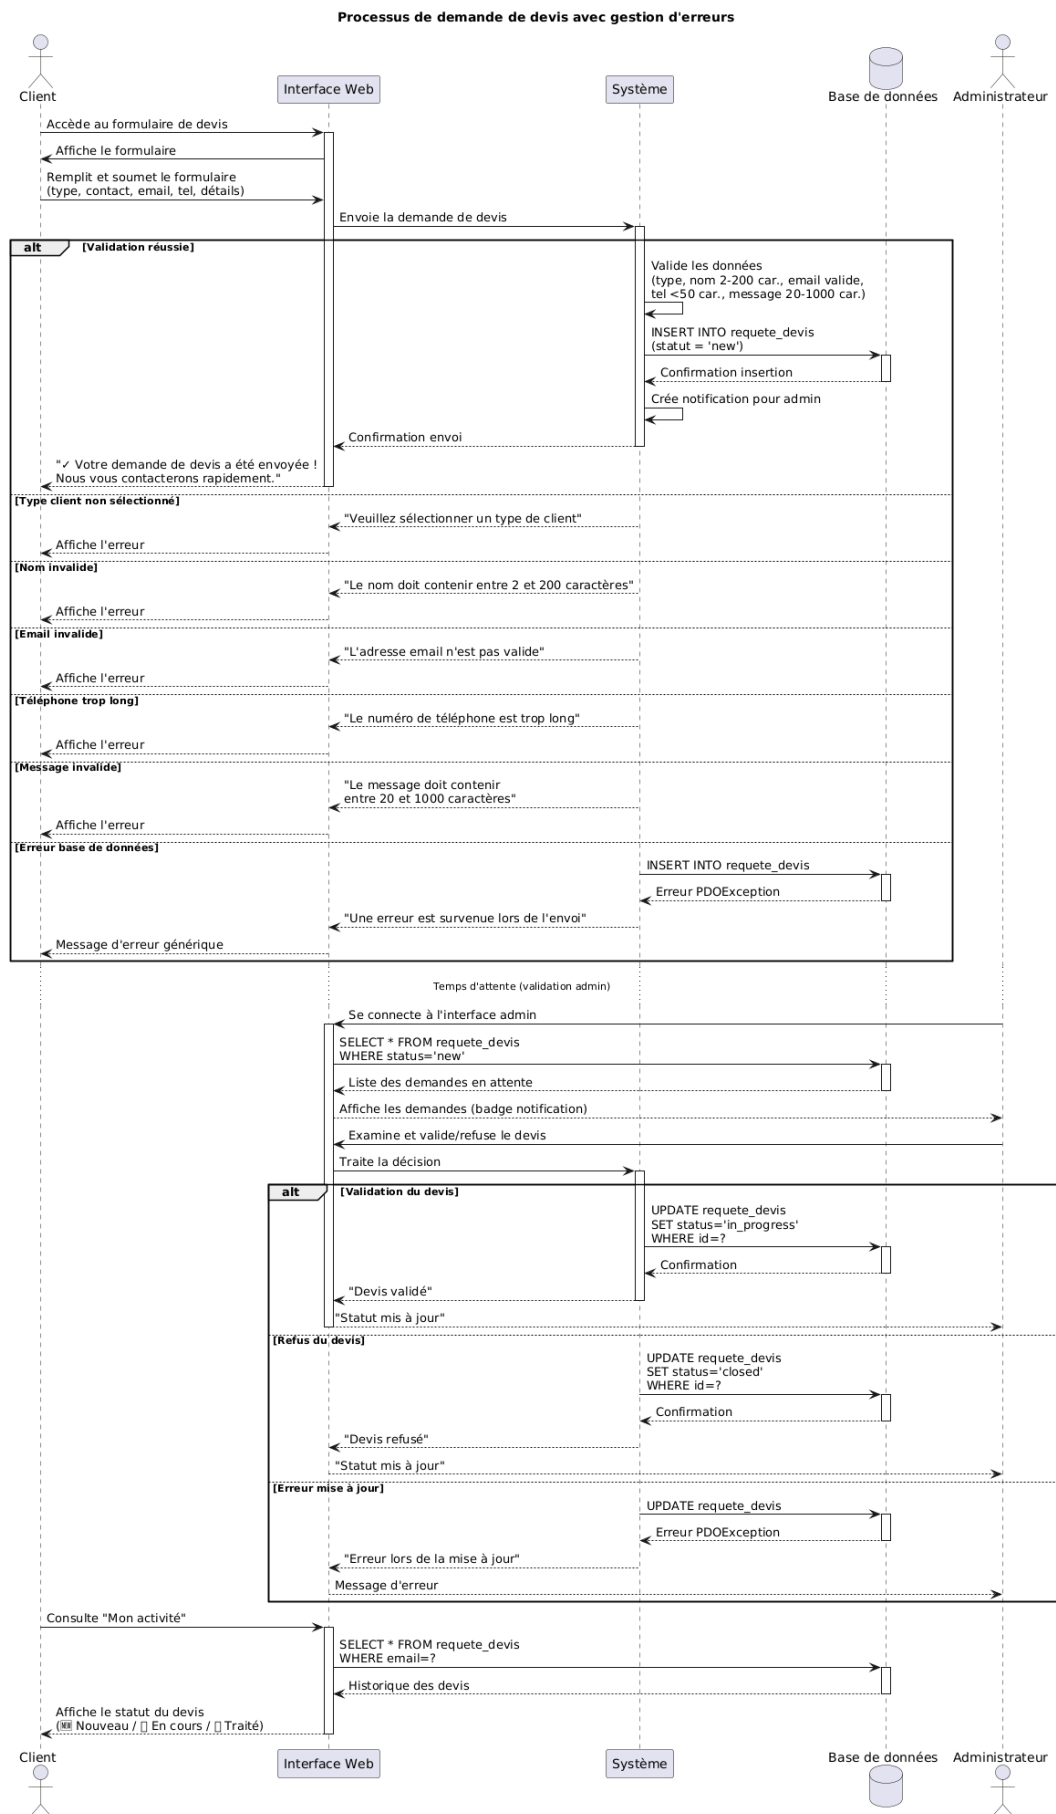 Processus de demande de devis avec gestion d'erreurs
Client
Interface Web
Système
Base de données
Administrateur
Accède au formulaire de devis
Affiche le formulaire
Remplit et soumet le formulaire
(type, contact, email, tel, détails)
Envoie la demande de devis
alt
[Validation réussie]
Valide les données
(type, nom 2-200 car., email valide,
tel <50 car., message 20-1000 car.)
INSERT INTO requete_devis
(statut = 'new')
Confirmation insertion
Crée notification pour admin
Confirmation envoi
"✓ Votre demande de devis a été envoyée !
Nous vous contacterons rapidement."
[Type client non sélectionné]
"Veuillez sélectionner un type de client"
Affiche l'erreur
[Nom invalide]
"Le nom doit contenir entre 2 et 200 caractères"
Affiche l'erreur
[Email invalide]
"L'adresse email n'est pas valide"
Affiche l'erreur
[Téléphone trop long]
"Le numéro de téléphone est trop long"
Affiche l'erreur
[Message invalide]
"Le message doit contenir
entre 20 et 1000 caractères"
Affiche l'erreur
[Erreur base de données]
INSERT INTO requete_devis
Erreur PDOException
"Une erreur est survenue lors de l'envoi"
Message d'erreur générique
Temps d'attente (validation admin)
Se connecte à l'interface admin
SELECT * FROM requete_devis
WHERE status='new'
Liste des demandes en attente
Affiche les demandes (badge notification)
Examine et valide/refuse le devis
Traite la décision
alt
[Validation du devis]
UPDATE requete_devis
SET status='in_progress'
WHERE id=?
Confirmation
"Devis validé"
"Statut mis à jour"
[Refus du devis]
UPDATE requete_devis
SET status='closed'
WHERE id=?
Confirmation
"Devis refusé"
"Statut mis à jour"
[Erreur mise à jour]
UPDATE requete_devis
Erreur PDOException
"Erreur lors de la mise à jour"
Message d'erreur
Consulte "Mon activité"
SELECT * FROM requete_devis
WHERE email=?
Historique des devis
Affiche le statut du devis
(🆕 Nouveau / En cours / Traité)
Client
Interface Web
Système
Base de données
Administrateur